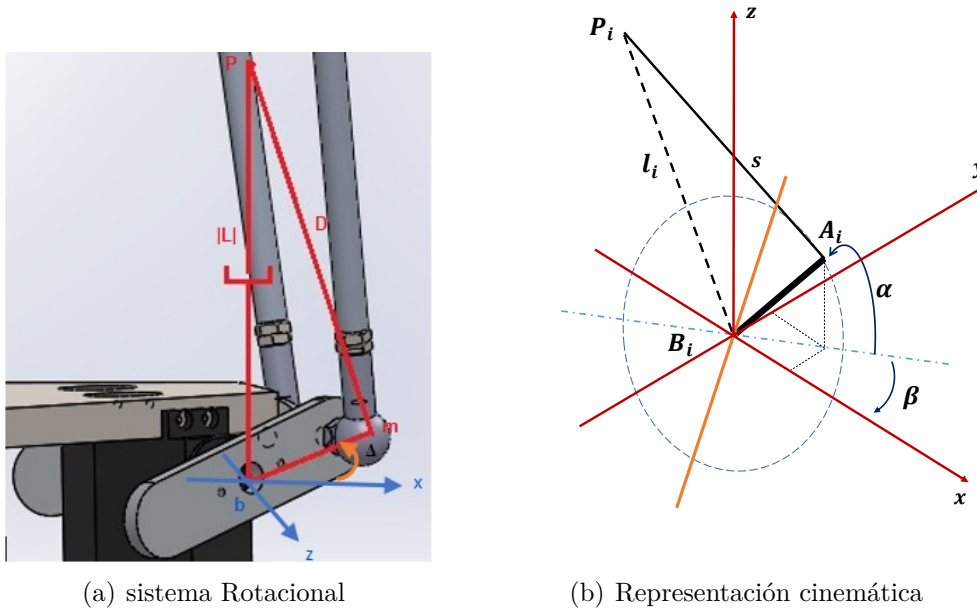 P
|L|
D
m
Δ
b
x
z
(a) sistema Rotacional
z
P_i
s
l_i
y
A_i
α
B_i
β
x
(b) Representación cinemática